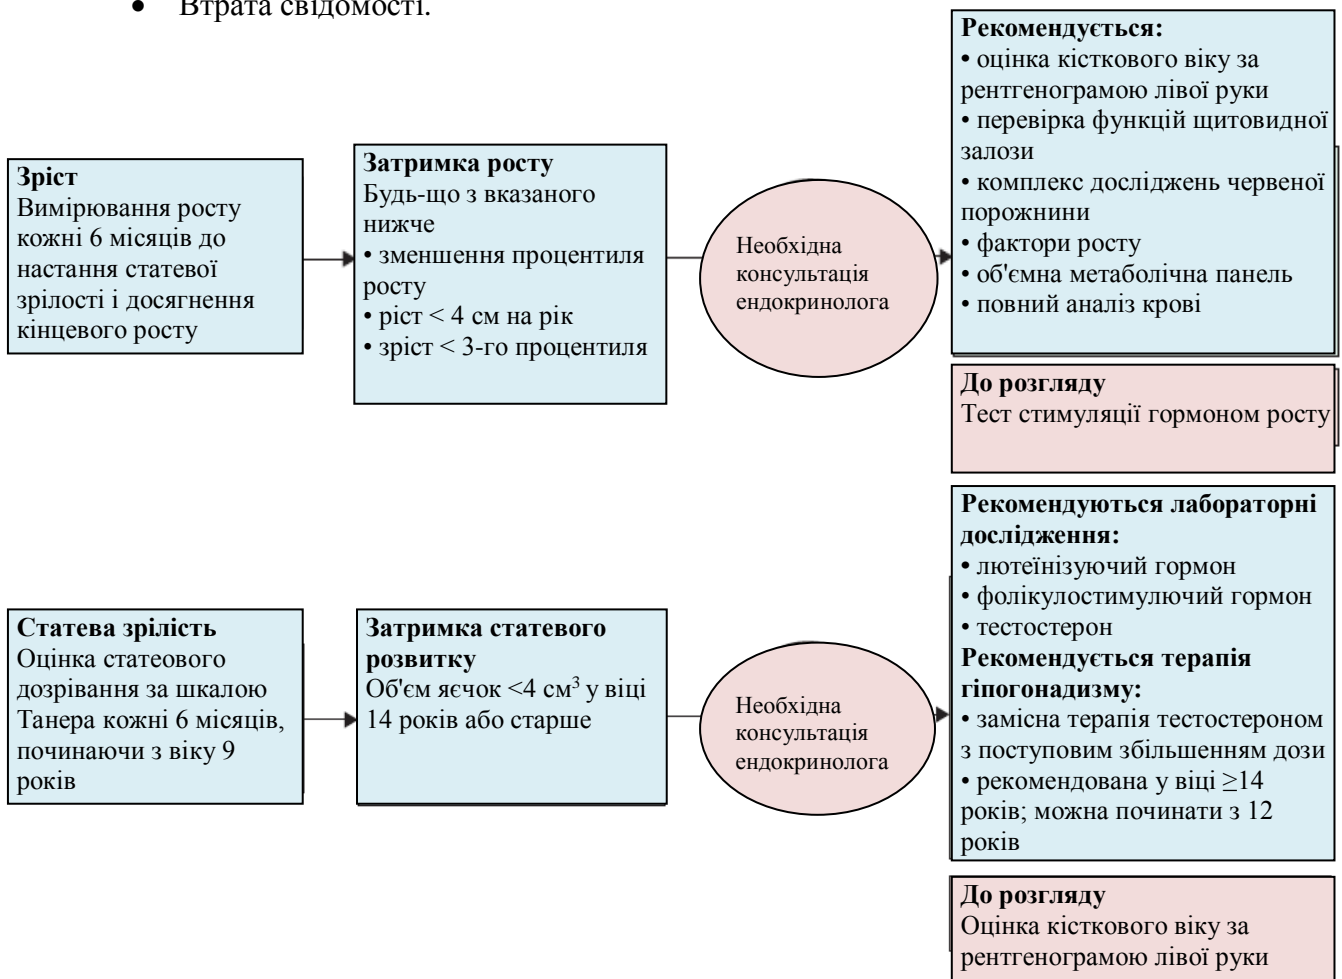 • Втрата свідомості.
Зріст
Вимірювання росту
кожні 6 місяців до
настання статевої
зрілості і досягнення
кінцевого росту
Затримка росту
Будь-що з вказаного
нижче
• зменшення процентиля
росту
• ріст < 4 см на рік
• зріст < 3-го процентиля
Необхідна
консультація
ендокринолога
Рекомендується:
• оцінка кісткового віку за
рентгенограмою лівої руки
• перевірка функцій щитовидної
залози
• комплекс досліджень червеної
порожнини
• фактори росту
• об'ємна метаболічна панель
• повний аналіз крові
До розгляду
Тест стимуляції гормоном росту
Статева зрілість
Оцінка статеового
дозрівання за шкалою
Танера кожні 6 місяців,
починаючи з віку 9
років
Затримка статевого
розвитку
Об'єм яєчок <4 см³ у віці
14 років або старше
Необхідна
консультація
ендокринолога
Рекомендуються лабораторні
дослідження:
• лютеїнізуючий гормон
• фолікулостимулючий гормон
• тестостерон
Рекомендується терапія
гіпогонадизму:
• замісна терапія тестостероном
з поступовим збільшенням дози
• рекомендована у віці ≥14
років; можна починати з 12
років
До розгляду
Оцінка кісткового віку за
рентгенограмою лівої руки